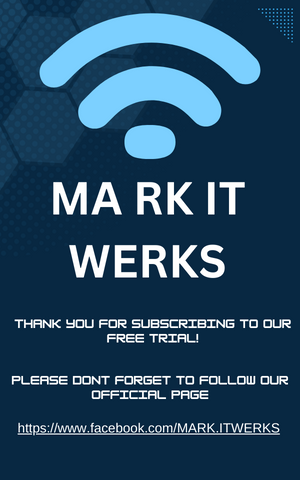 MA RK IT
WERKS
THANK YOU FOR SUBSCRIBING TO OUR
FREE TRIAL!
PLEASE DONT FORGET TO FOLLOW OUR
OFFICIAL PAGE
https://www.facebook.com/MARK.ITWERKS